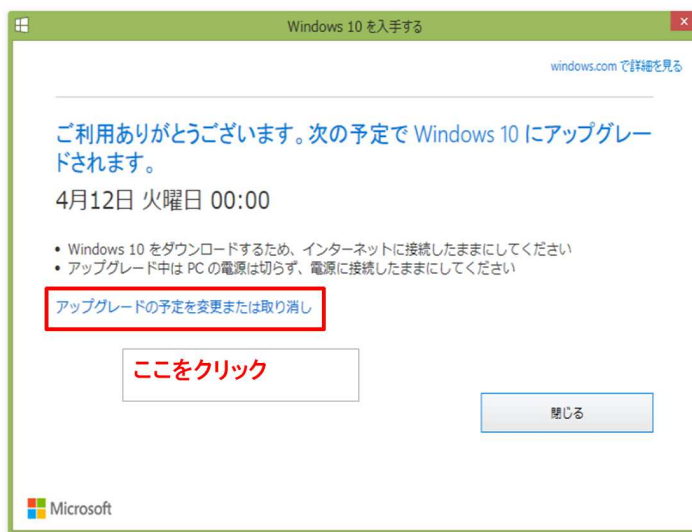 Windows 10 を入手する
windows.com で詳細を見る
ご利用ありがとうございます。次の予定で Windows 10 にアップグレー
ドされます。
4月12日 火曜日 00:00
• Windows 10 をダウンロードするため、インターネットに接続したままにしてください
• アップグレード中は PC の電源は切らず、電源に接続したままにしてください
アップグレードの予定を変更または取り消し
ここをクリック
閉じる
Microsoft